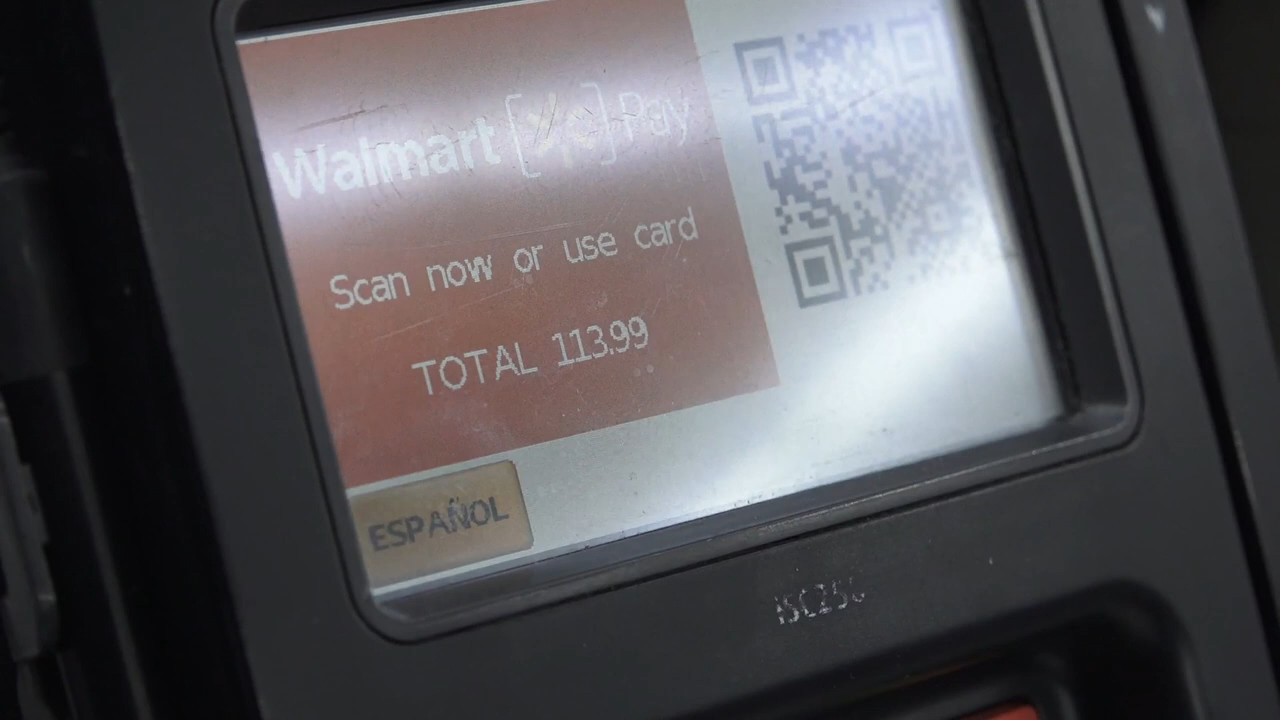 Walmart Pay
Scan now or use card
TOTAL 113.99
ESPAÑOL
iSC250